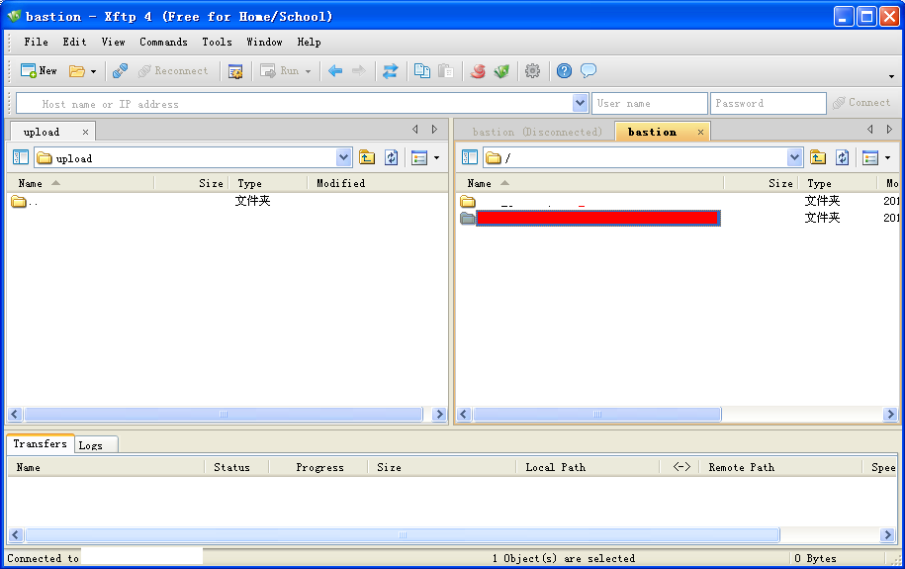 bastion - Xftp 4 (Free for Home/School)
File Edit View Commands Tools Window Help
New Reconnect Run
Host name or IP address User name Password Connect
upload × bastion (Disconnected) bastion ×
upload /
Name Size Type Modified Name Size Type Mo
.. 文件夹 文件夹 201
文件夹 201
Transfers Logs
Name Status Progress Size Local Path <-> Remote Path Spee
Connected to 1 Object(s) are selected 0 Bytes